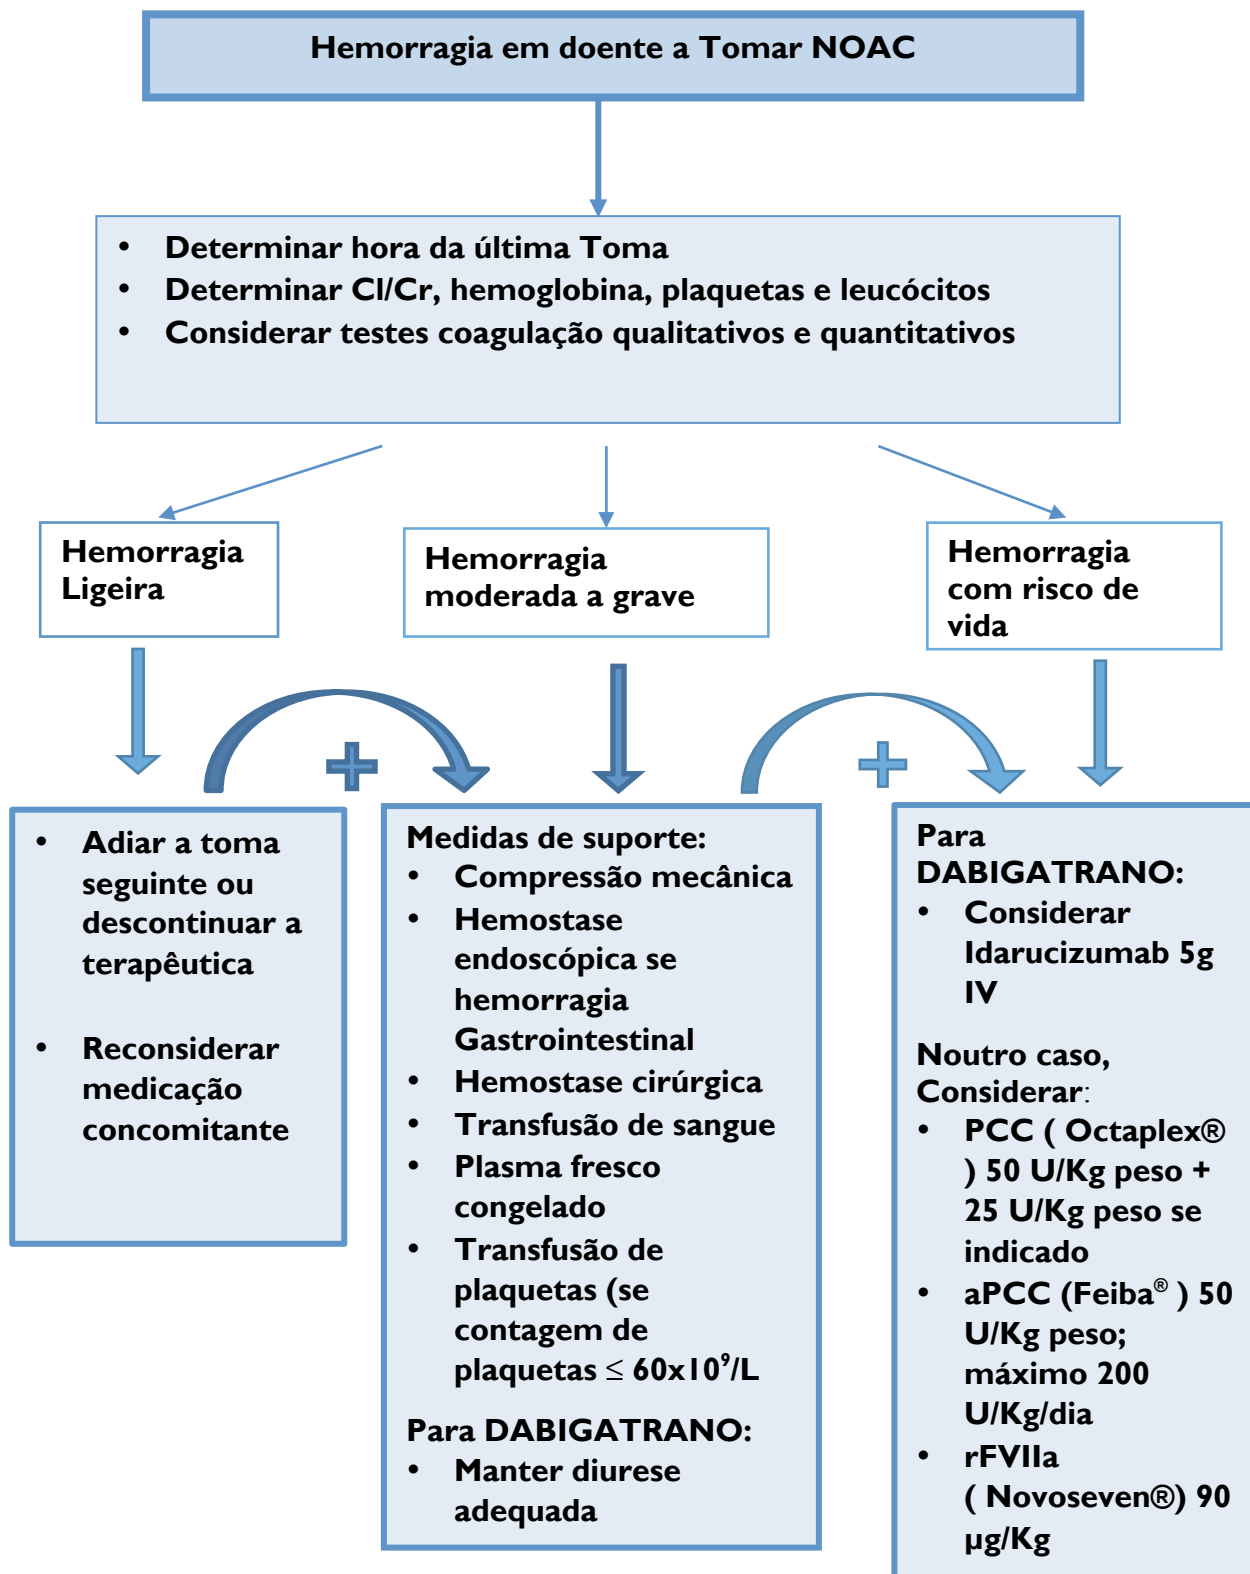 Hemorragia em doente a Tomar NOAC
• Determinar hora da última Toma
• Determinar Cl/Cr, hemoglobina, plaquetas e leucócitos
• Considerar testes coagulação qualitativos e quantitativos
Hemorragia
Ligeira
Hemorragia
moderada a grave
Hemorragia
com risco de
vida
• Adiar a toma
seguinte ou
descontinuar a
terapêutica
• Reconsiderar
medicação
concomitante
Medidas de suporte:
• Compressão mecânica
• Hemostase
endoscópica se
hemorragia
Gastrointestinal
• Hemostase cirúrgica
• Transfusão de sangue
• Plasma fresco
congelado
• Transfusão de
plaquetas (se
contagem de
plaquetas ≤ 60x10⁹/L
Para DABIGATRANO:
• Manter diurese
adequada
Para
DABIGATRANO:
• Considerar
Idarucizumab 5g
IV
Noutro caso,
Considerar:
• PCC ( Octaplex®
) 50 U/Kg peso +
25 U/Kg peso se
indicado
• aPCC (Feiba® ) 50
U/Kg peso;
máximo 200
U/Kg/dia
• rFVIIa
( Novoseven®) 90
µg/Kg